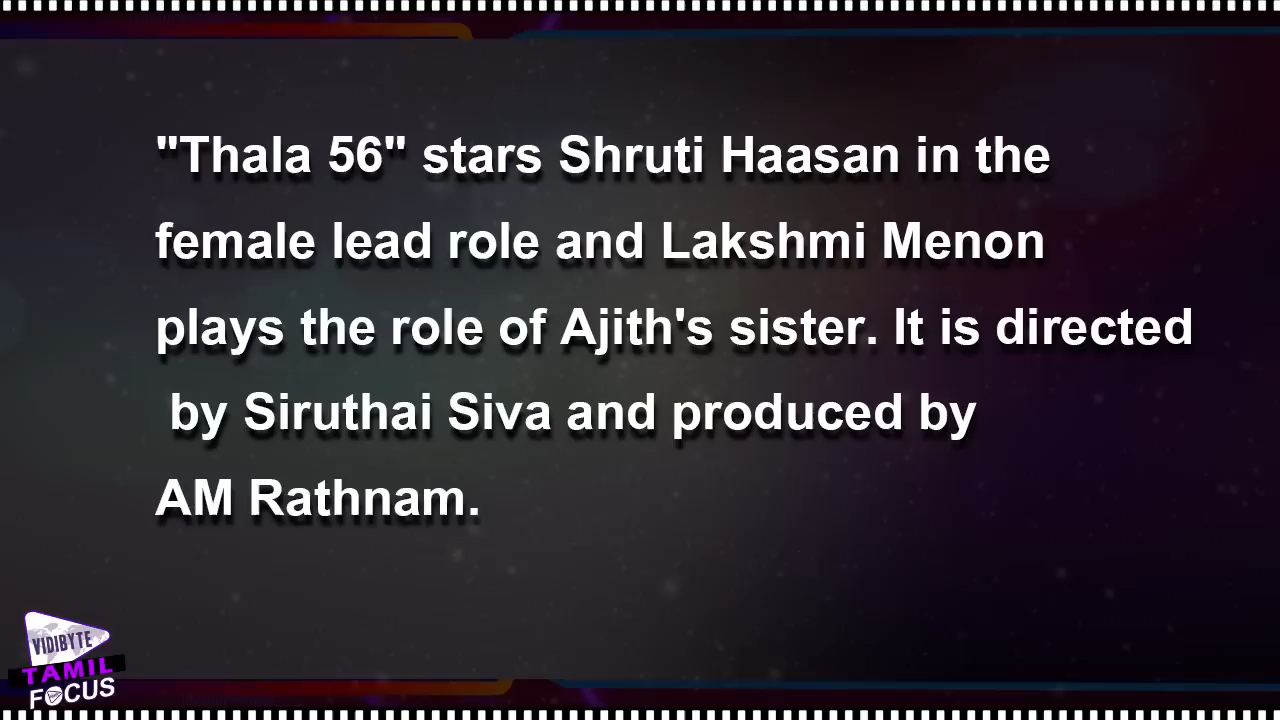 "Thala 56" stars Shruti Haasan in the
female lead role and Lakshmi Menon
plays the role of Ajith's sister. It is directed
by Siruthai Siva and produced by
AM Rathnam.
VIDIBYTE
TAMIL
FOCUS